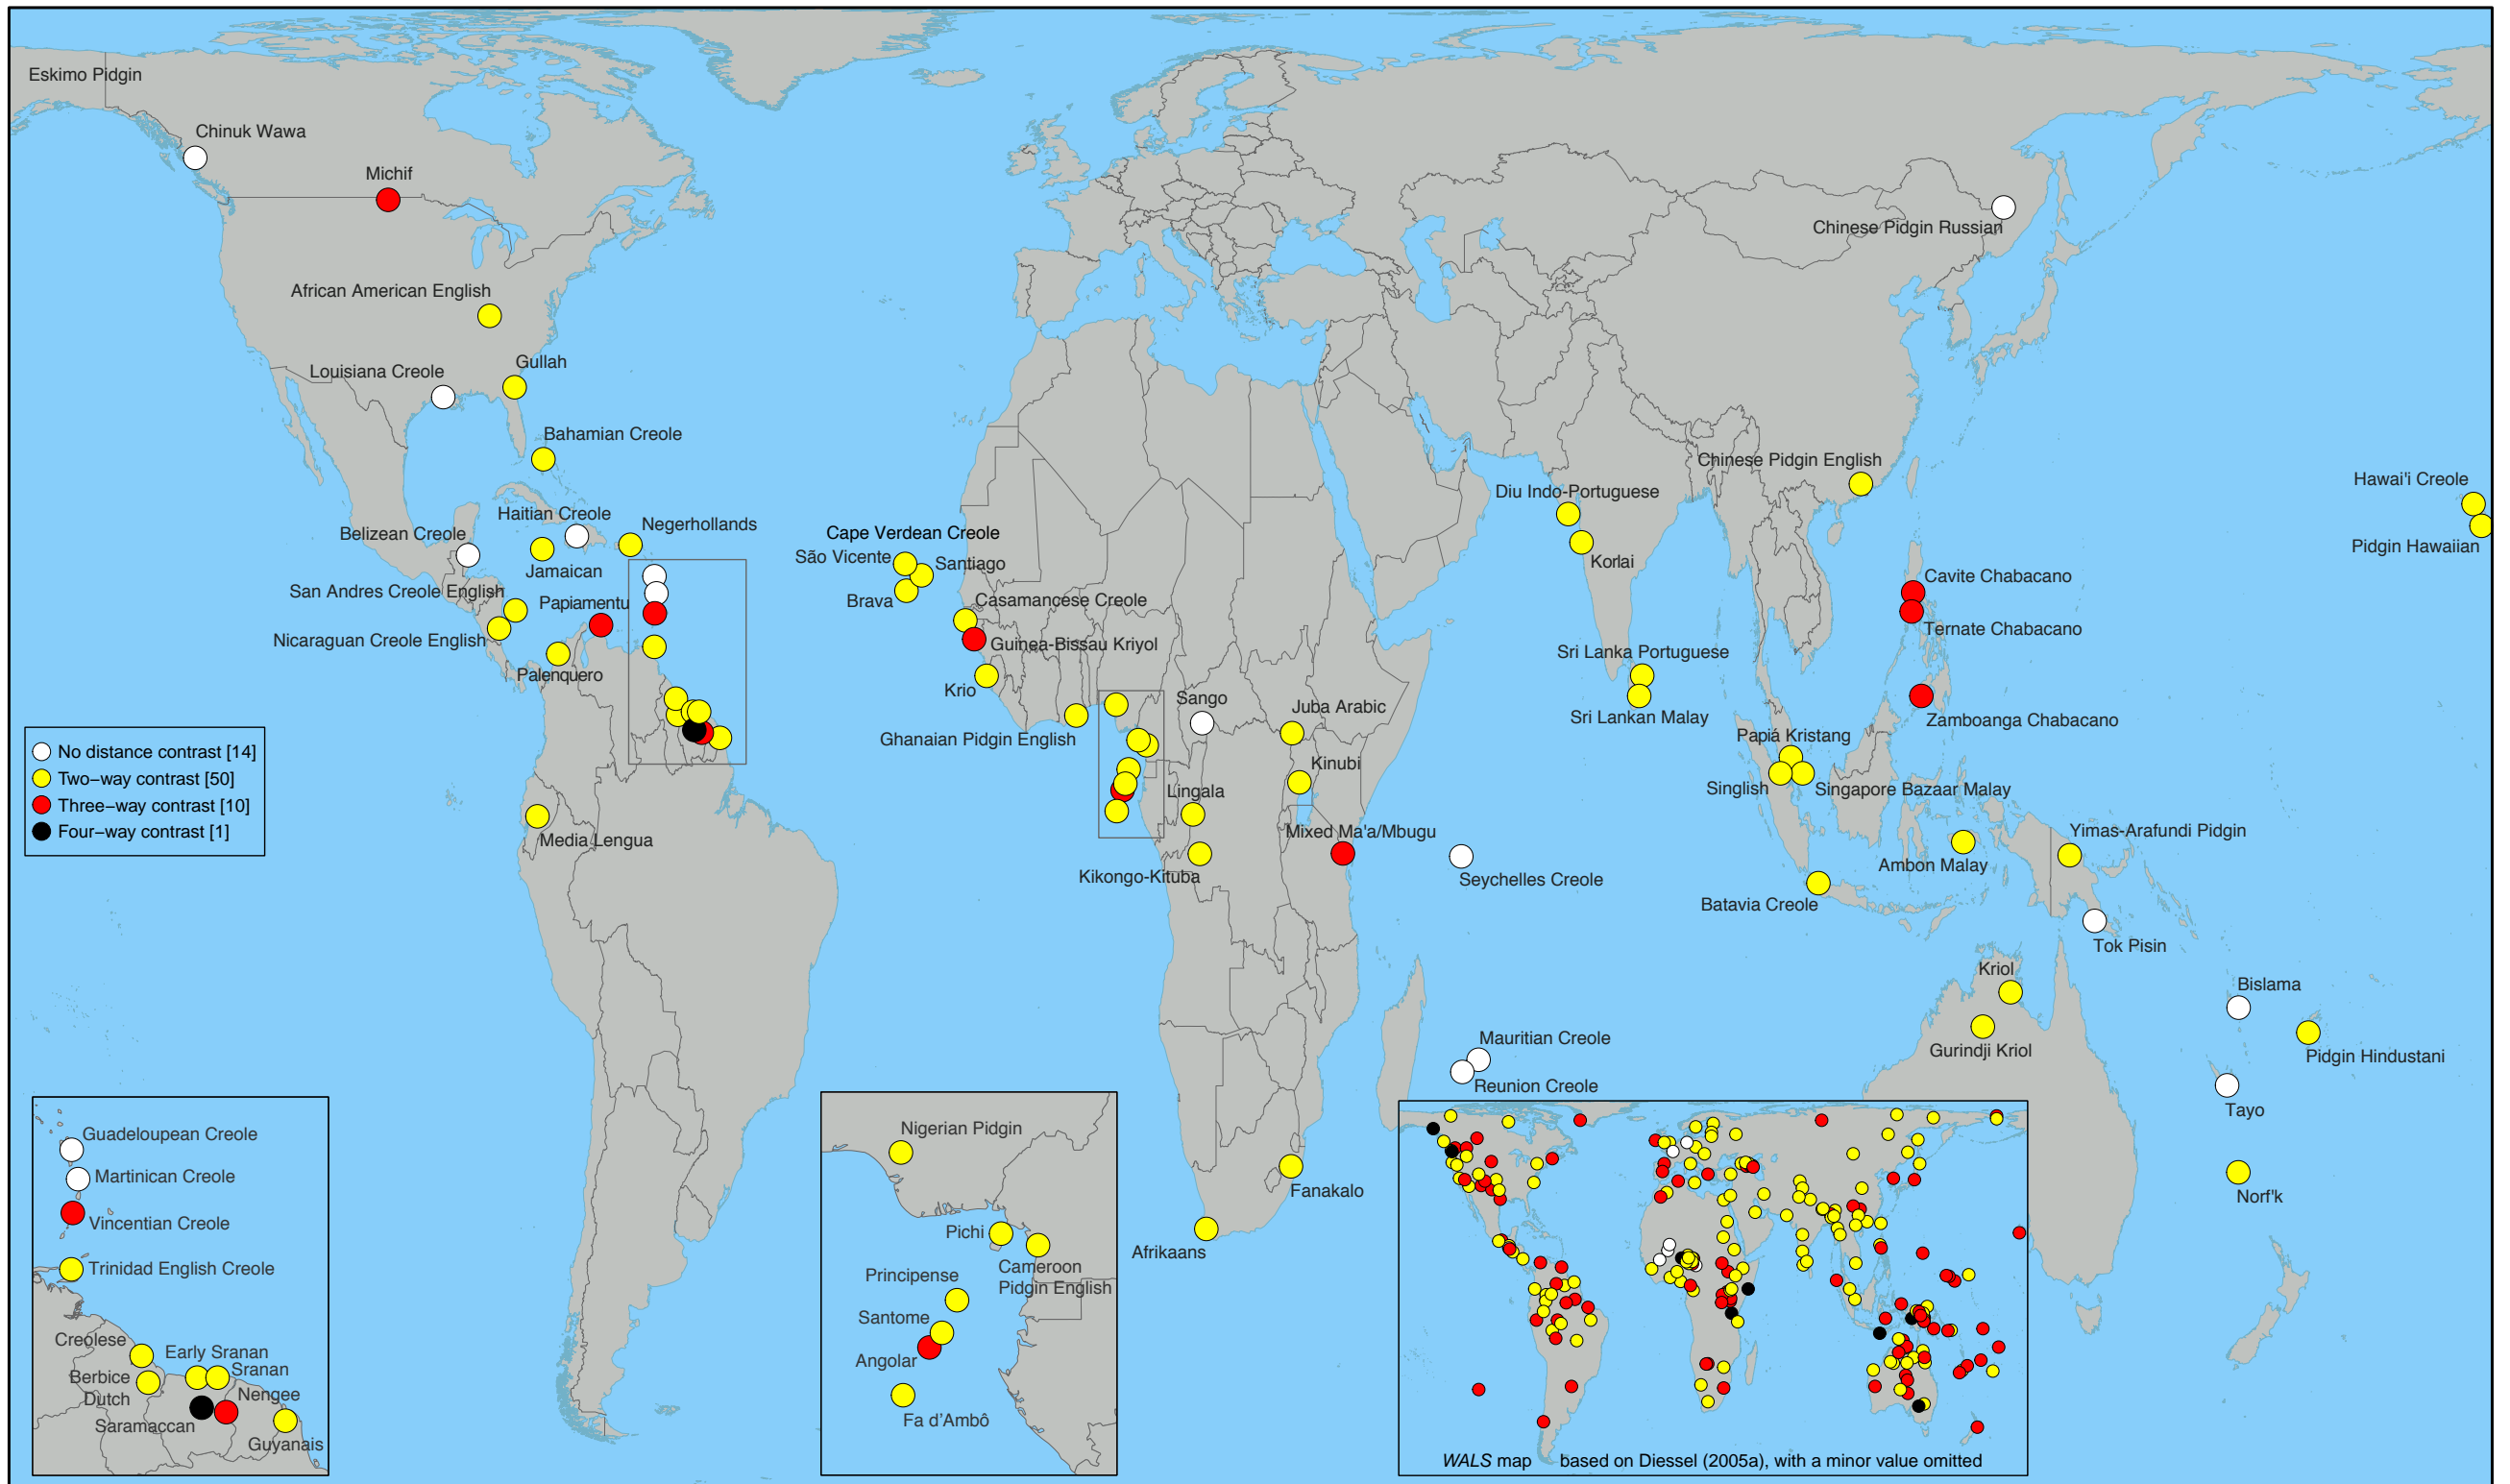 Eskimo Pidgin
Chinuk Wawa
Michif
Chinese Pidgin Russian
African American English
Gullah
Louisiana Creole
Bahamian Creole
Chinese Pidgin English
Hawai'i Creole
Diu Indo-Portuguese
Haitian Creole
Negerhollands
Belizean Creole
Cape Verdean Creole
São Vicente
Santiago
Pidgin Hawaiian
Korlai
Jamaican
Cavite Chabacano
San Andres Creole English
Papiamentu
Brava
Casamancese Creole
Ternate Chabacano
Nicaraguan Creole English
Guinea-Bissau Kriyol
Sri Lanka Portuguese
Palenquero
Krio
Sango
Juba Arabic
Sri Lankan Malay
Zamboanga Chabacano
Ghanaian Pidgin English
Papiá Kristang
No distance contrast [14]
Two–way contrast [50]
Three–way contrast [10]
Four–way contrast [1]
Kinubi
Lingala
Singlish
Singapore Bazaar Malay
Media Lengua
Mixed Ma'a/Mbugu
Yimas-Arafundi Pidgin
Kikongo-Kituba
Seychelles Creole
Ambon Malay
Batavia Creole
Tok Pisin
Kriol
Bislama
Mauritian Creole
Gurindji Kriol
Pidgin Hindustani
Reunion Creole
Tayo
Norf'k
Fanakalo
Afrikaans
Guadeloupean Creole
Martinican Creole
Vincentian Creole
Trinidad English Creole
Creolese
Early Sranan
Sranan
Berbice
Dutch
Nengee
Saramaccan
Guyanais
Nigerian Pidgin
Pichi
Cameroon
Pidgin English
Principense
Santome
Angolar
Fa d'Ambô
WALS map based on Diessel (2005a), with a minor value omitted